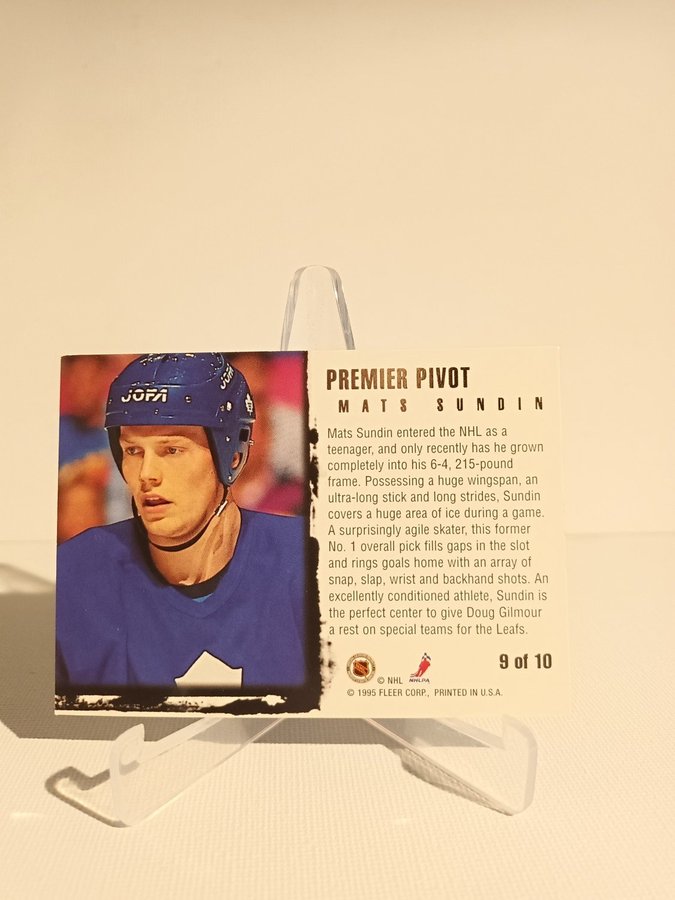 JOFA
PREMIER PIVOT
MATS SUNDIN
Mats Sundin entered the NHL as a
teenager, and only recently has he grown
completely into his 6-4, 215-pound
frame. Possessing a huge wingspan, an
ultra-long stick and long strides, Sundin
covers a huge area of ice during a game.
A surprisingly agile skater, this former
No. 1 overall pick fills gaps in the slot
and rings goals home with an array of
snap, slap, wrist and backhand shots. An
excellently conditioned athlete, Sundin is
the perfect center to give Doug Gilmour
a rest on special teams for the Leafs.
© NHL
NHLPA
9 of 10
© 1995 FLEER CORP., PRINTED IN U.S.A.